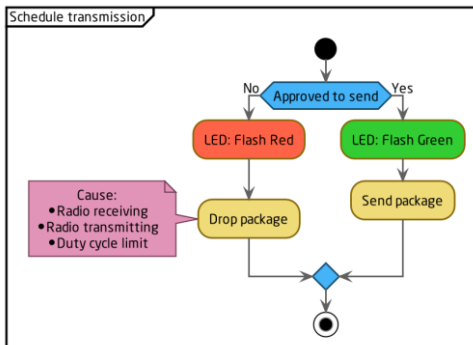 Schedule transmission
Approved to send
No
Yes
LED: Flash Red
LED: Flash Green
Cause:
•Radio receiving
•Radio transmitting
•Duty cycle limit
Drop package
Send package